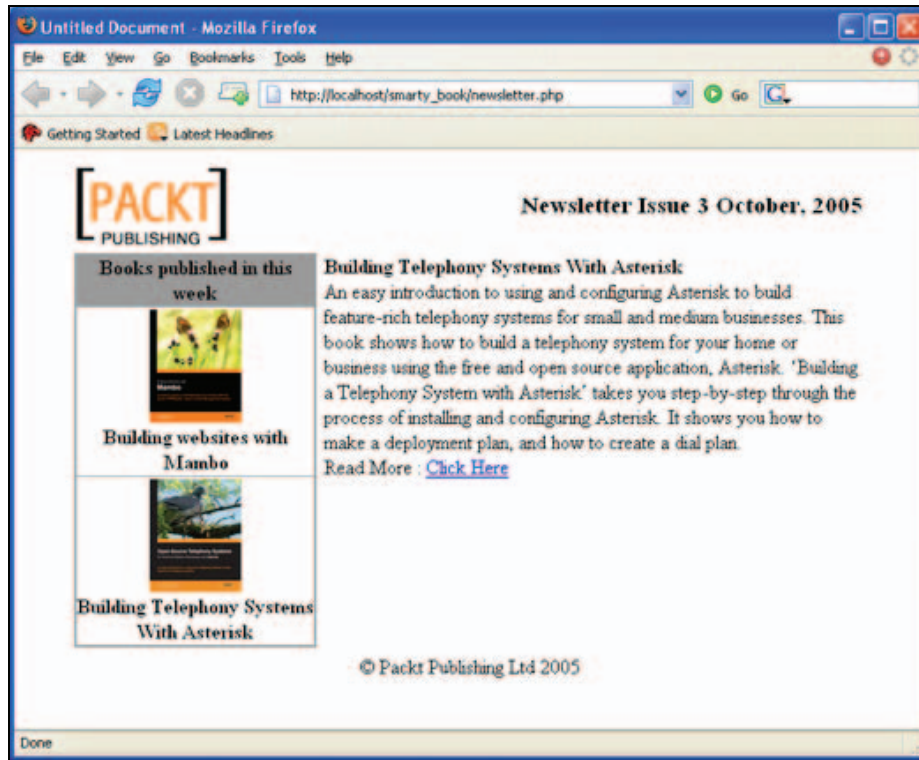 Untitled Document - Mozilla Firefox
File Edit View Go Bookmarks Tools Help
http://localhost/smarty_book/newsletter.php Go G
Getting Started Latest Headlines
[PACKT]
PUBLISHING
Newsletter Issue 3 October, 2005
Books published in this
week
Mambo
Building websites with
Mambo
Open Source Telephony Systems
Building Telephony Systems
With Asterisk
Building Telephony Systems With Asterisk
An easy introduction to using and configuring Asterisk to build
feature-rich telephony systems for small and medium businesses. This
book shows how to build a telephony system for your home or
business using the free and open source application, Asterisk. 'Building
a Telephony System with Asterisk' takes you step-by-step through the
process of installing and configuring Asterisk. It shows you how to
make a deployment plan, and how to create a dial plan.
Read More : Click Here
© Packt Publishing Ltd 2005
Done